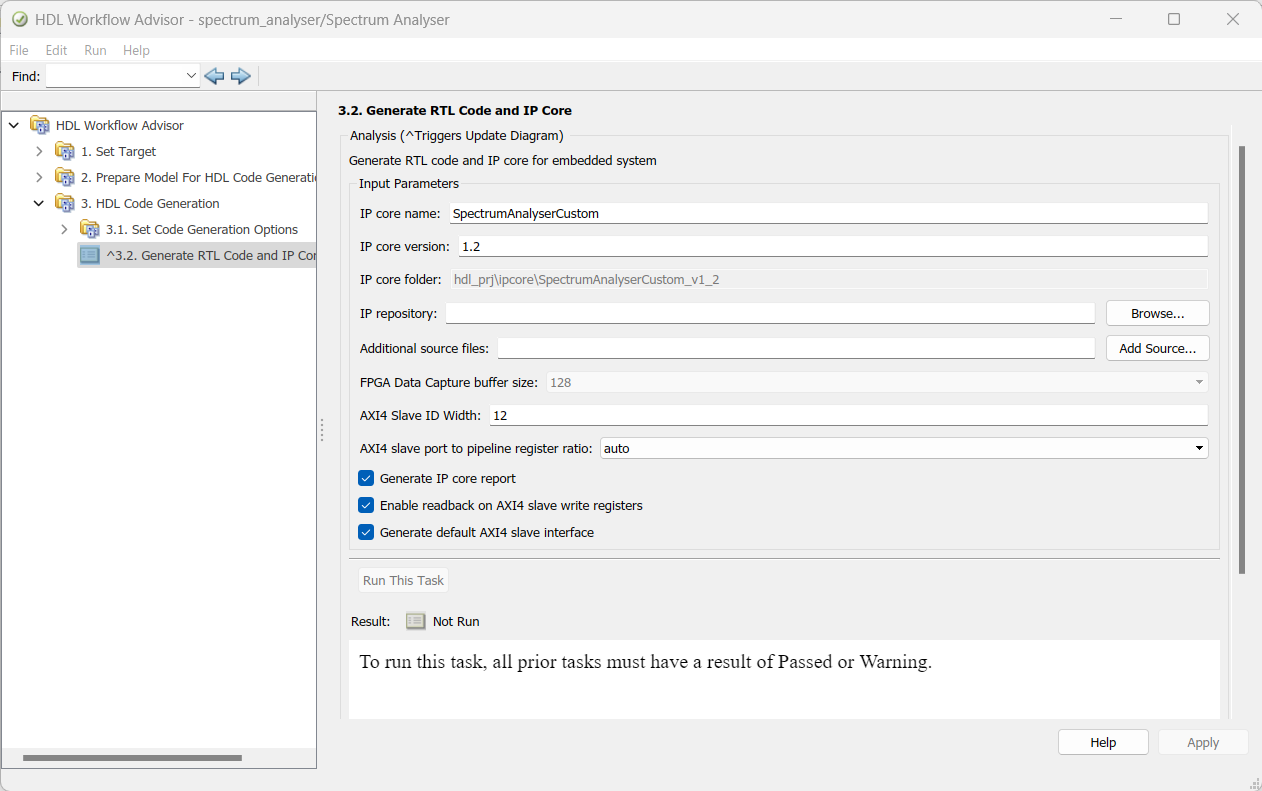 HDL Workflow Advisor - spectrum_analyser/Spectrum Analyser
File Edit Run Help
Find:
HDL Workflow Advisor
1. Set Target
2. Prepare Model For HDL Code Generati
3. HDL Code Generation
3.1. Set Code Generation Options
^3.2. Generate RTL Code and IP Cor
3.2. Generate RTL Code and IP Core
Analysis (^Triggers Update Diagram)
Generate RTL code and IP core for embedded system
Input Parameters
IP core name: SpectrumAnalyserCustom
IP core version: 1.2
IP core folder: hdl_prj\ipcore\SpectrumAnalyserCustom_v1_2
IP repository: Browse...
Additional source files: Add Source...
FPGA Data Capture buffer size: 128
AXI4 Slave ID Width: 12
AXI4 slave port to pipeline register ratio: auto
Generate IP core report
Enable readback on AXI4 slave write registers
Generate default AXI4 slave interface
Run This Task
Result: Not Run
To run this task, all prior tasks must have a result of Passed or Warning.
Help Apply